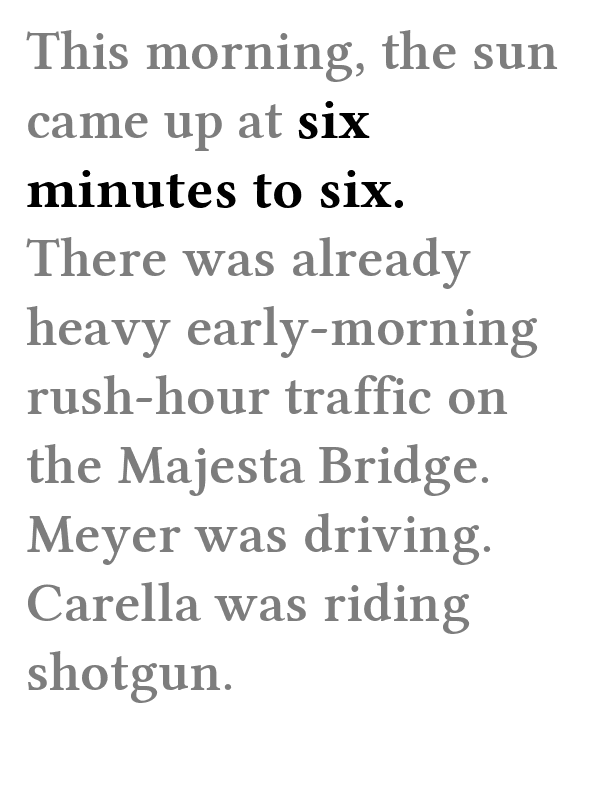 This morning, the sun
came up at six
minutes to six.
There was already
heavy early-morning
rush-hour traffic on
the Majesta Bridge.
Meyer was driving.
Carella was riding
shotgun.